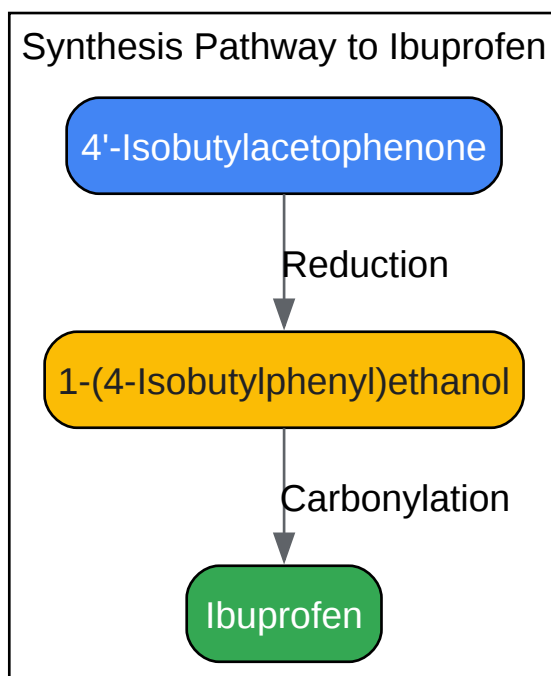 Synthesis Pathway to Ibuprofen
4'-Isobutylacetophenone
Reduction
1-(4-Isobutylphenyl)ethanol
Carbonylation
Ibuprofen